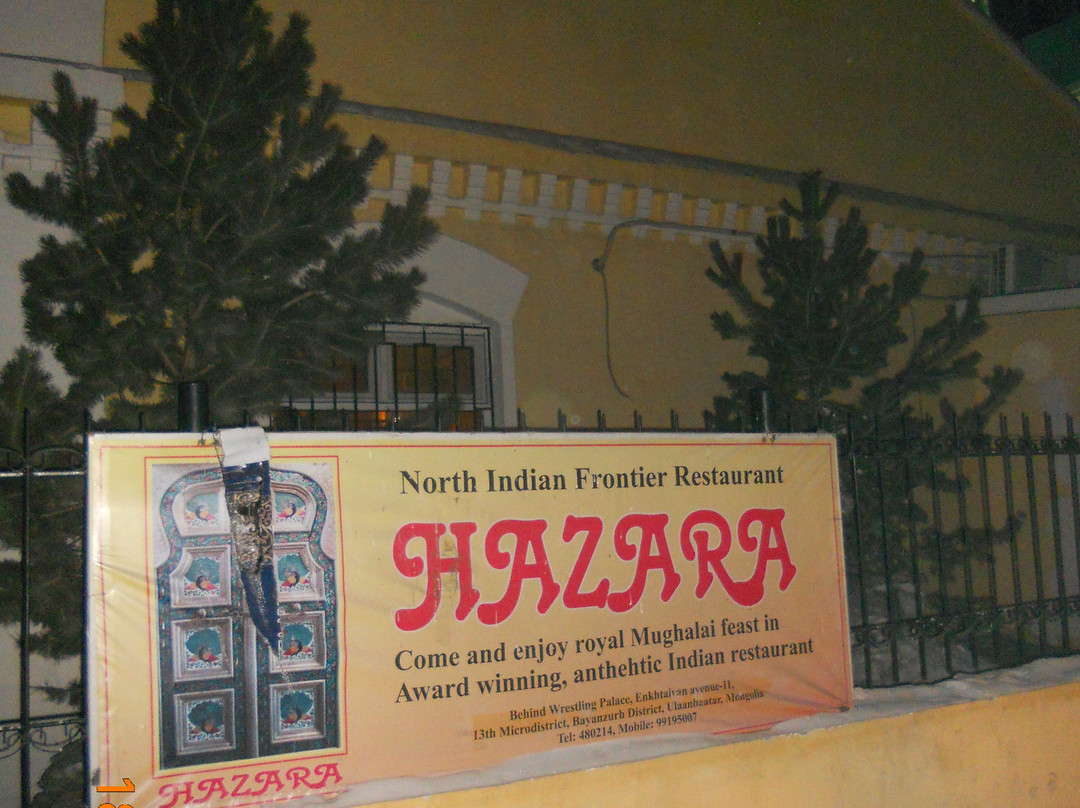 North Indian Frontier Restaurant
HAZARA
Come and enjoy royal Mughalai feast in
Award winning, anthehtic Indian restaurant
Behind Wrestling Palace, Enkhtaivan avenue-11,
13th Microdistrict, Bayanzurh District, Ulaanbaatar, Mongolia
Tel: 480214, Mobile: 99195007
HAZARA